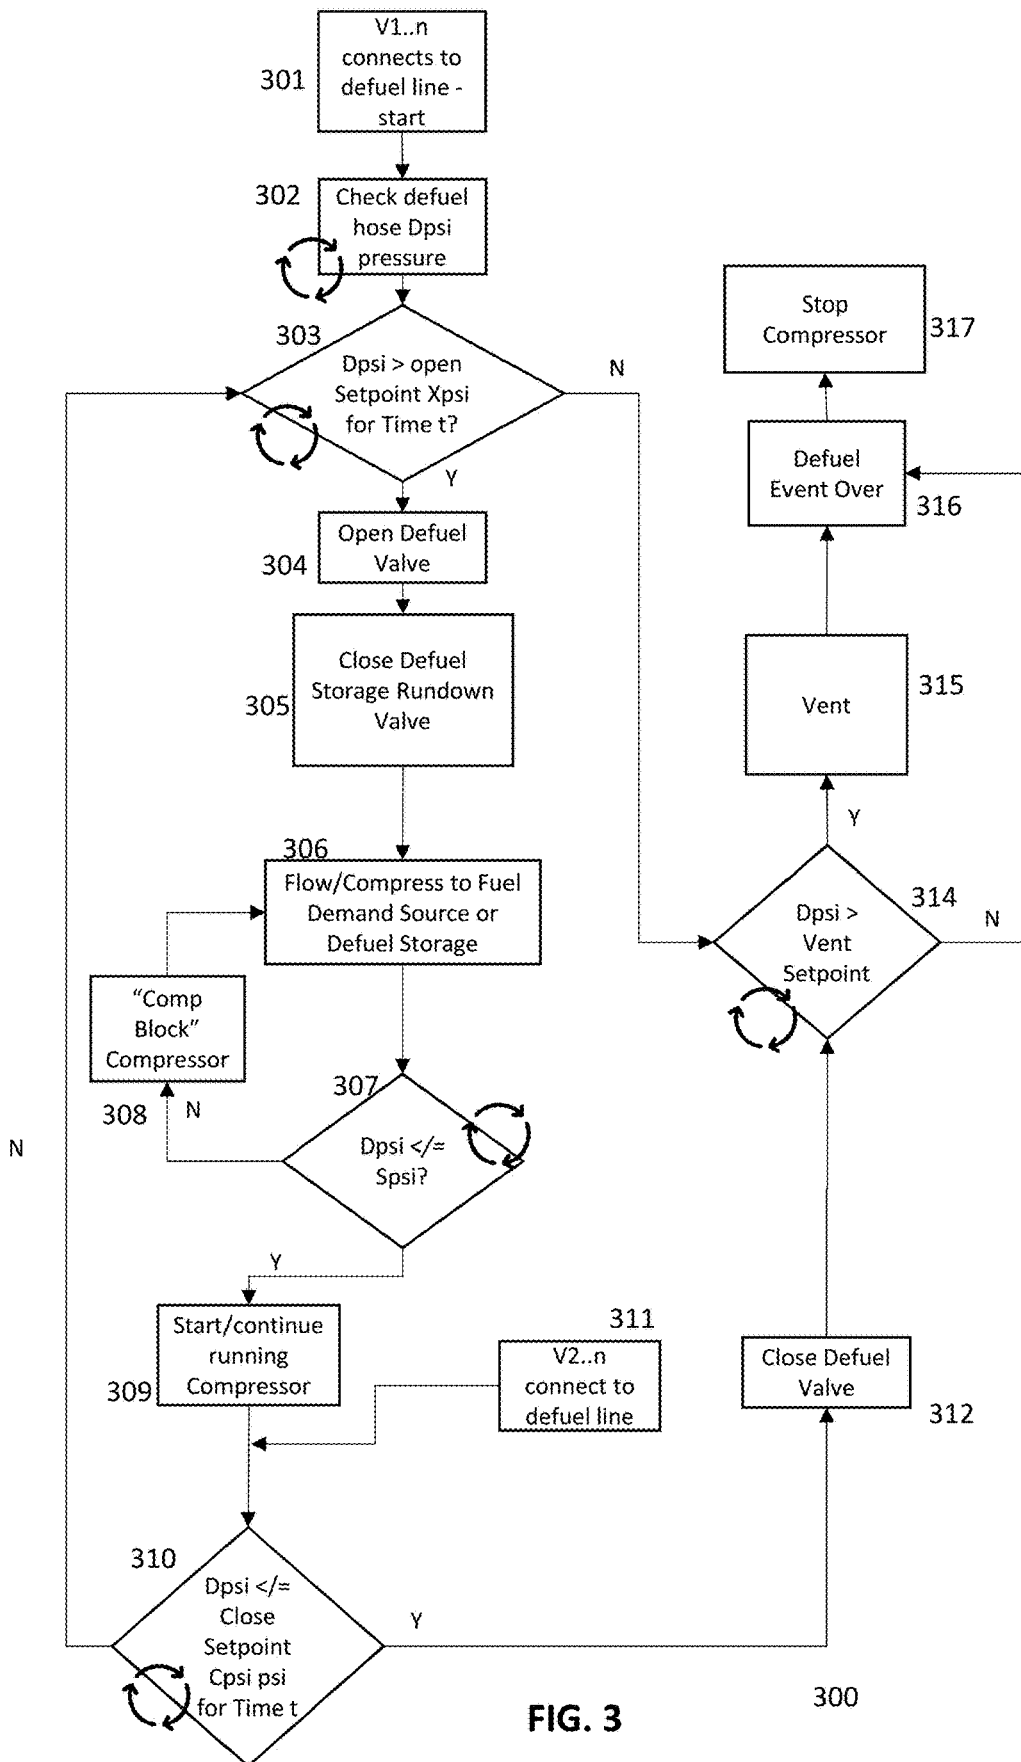 V1..n
connects to
defuel line -
start
301
302
Check defuel
hose Dpsi
pressure
303
Dpsi > open
Setpoint Xpsi
for Time t?
N
Y
304
Open Defuel
Valve
305
Close Defuel
Storage Rundown
Valve
306
Flow/Compress to Fuel
Demand Source or
Defuel Storage
"Comp
Block"
Compressor
308
N
307
Dpsi </=
Spsi?
Y
N
Start/continue
running
Compressor
309
311
V2..n
connect to
defuel line
310
Dpsi </=
Close
Setpoint
Cpsi psi
for Time t
Y
Close Defuel
Valve
312
314
Dpsi >
Vent
Setpoint
N
Y
Vent
315
Defuel
Event Over
316
Stop
Compressor
317
300
FIG. 3